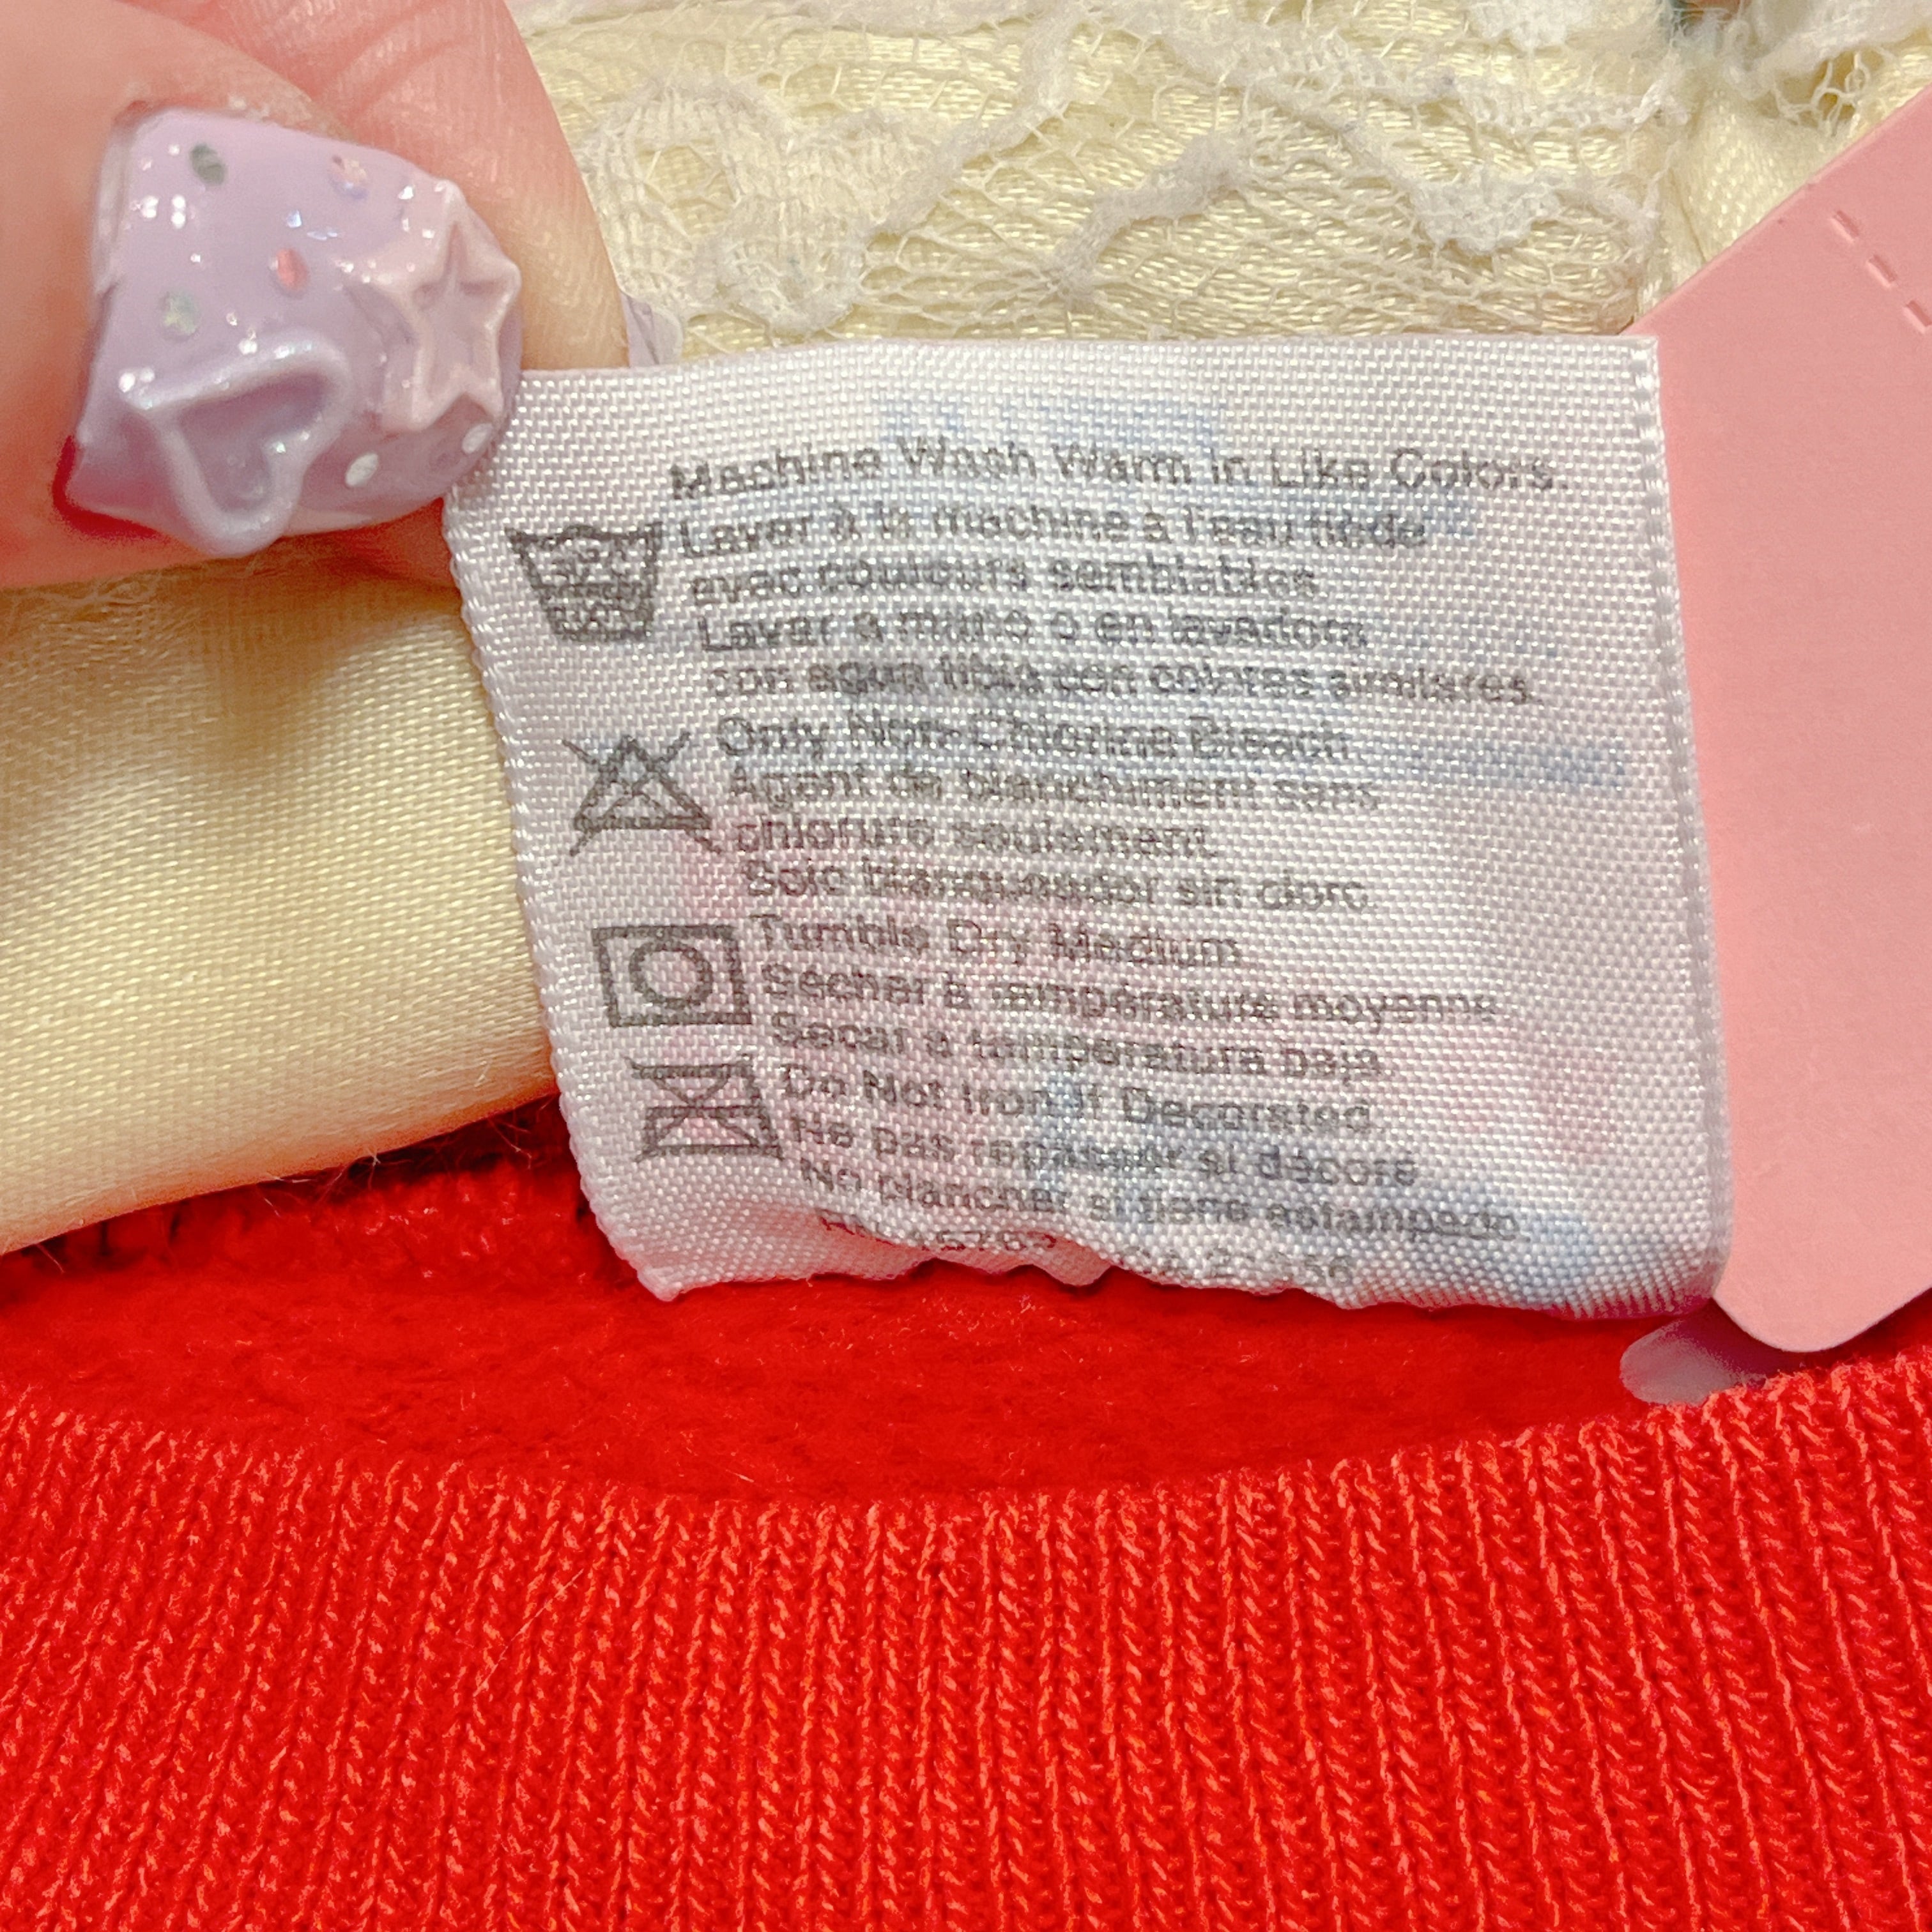 Machine Wash Warm in Like Colors.
Laver à la machine à l'eau tiède
avec couleurs semblables
Lavar a mano o en lavadora
con agua tibia con colores similares.
Only Non-Chlorine Bleach
Agent de blanchiment sans
chlorure seulement
Solo blanqueador sin cloro
Tumble Dry Medium
Sécher à température moyenne
Secar a temperatura baja
Do Not Iron If Decorated
Ne pas repasser si décoré
No planchar si tiene estampado